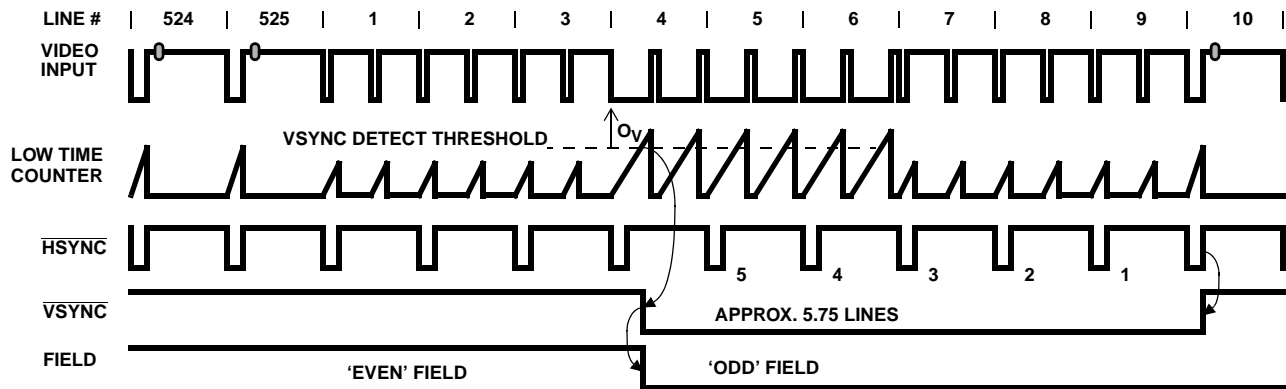 LINE # | 524 | 525 | 1 | 2 | 3 | 4 | 5 | 6 | 7 | 8 | 9 | 10 |
VIDEO
INPUT
VSYNC DETECT THRESHOLD
OV
LOW TIME
COUNTER
HSYNC
5 4 3 2 1
VSYNC
APPROX. 5.75 LINES
FIELD
'EVEN' FIELD
'ODD' FIELD